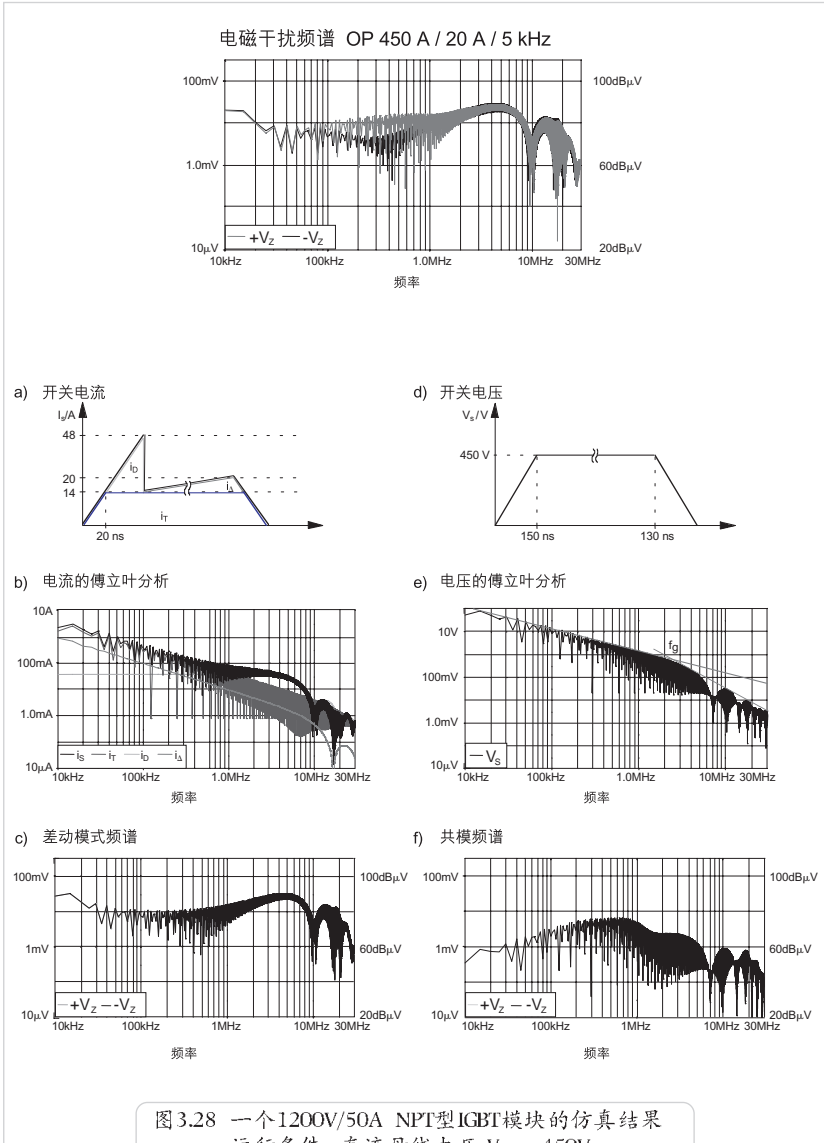 电磁干扰频谱 OP 450 A / 20 A / 5 kHz
100mV
100dBμV
1.0mV
60dBμV
10μV
20dBμV
+VZ -VZ
10kHz 100kHz 1.0MHz 10MHz 30MHz
频率
a) 开关电流
Is/A
48
20
14
iD
iΔ
iT
20 ns
d) 开关电压
Vs/V
450 V
150 ns
130 ns
b) 电流的傅立叶分析
10A
100mA
1.0mA
10μA
iS iT iD iΔ
10kHz 100kHz 1.0MHz 10MHz 30MHz
频率
e) 电压的傅立叶分析
10V
100mV
1.0mV
10μV
fg
VS
10kHz 100kHz 1.0MHz 10MHz 30MHz
频率
c) 差动模式频谱
100mV
100dBμV
1mV
60dBμV
10μV
20dBμV
+VZ -VZ
10kHz 100kHz 1MHz 10MHz 30MHz
频率
f) 共模频谱
100mV
100dBμV
1mV
60dBμV
10μV
20dBμV
+VZ -VZ
10kHz 100kHz 1MHz 10MHz 30MHz
频率
图3.28 一个1200V/50A NPT型IGBT模块的仿真结果